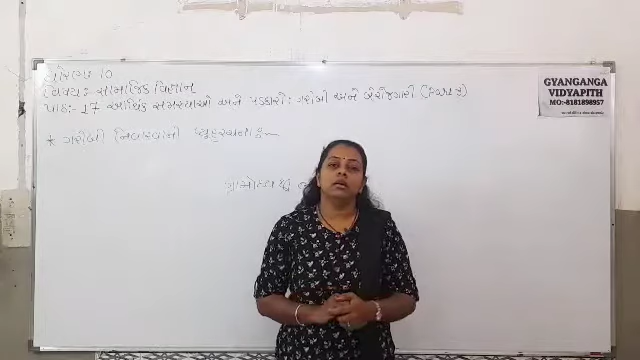 ધોરણઃ 10
વિષયઃ સામાજિક વિજ્ઞાન
પાઠઃ 17 આર્થિક સમસ્યાઓ અને પડકારોઃ ગરીબી અને બેરોજગારી (Part 2)
* ગરીબી નિવારવાની વ્યુહરચનાઃ-
GYANGANGA
VIDYAPITH
MO:-8181898957